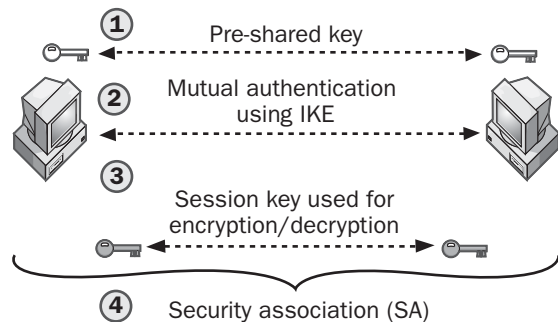 1
Pre-shared key
2
Mutual authentication
using IKE
3
Session key used for
encryption/decryption
4
Security association (SA)